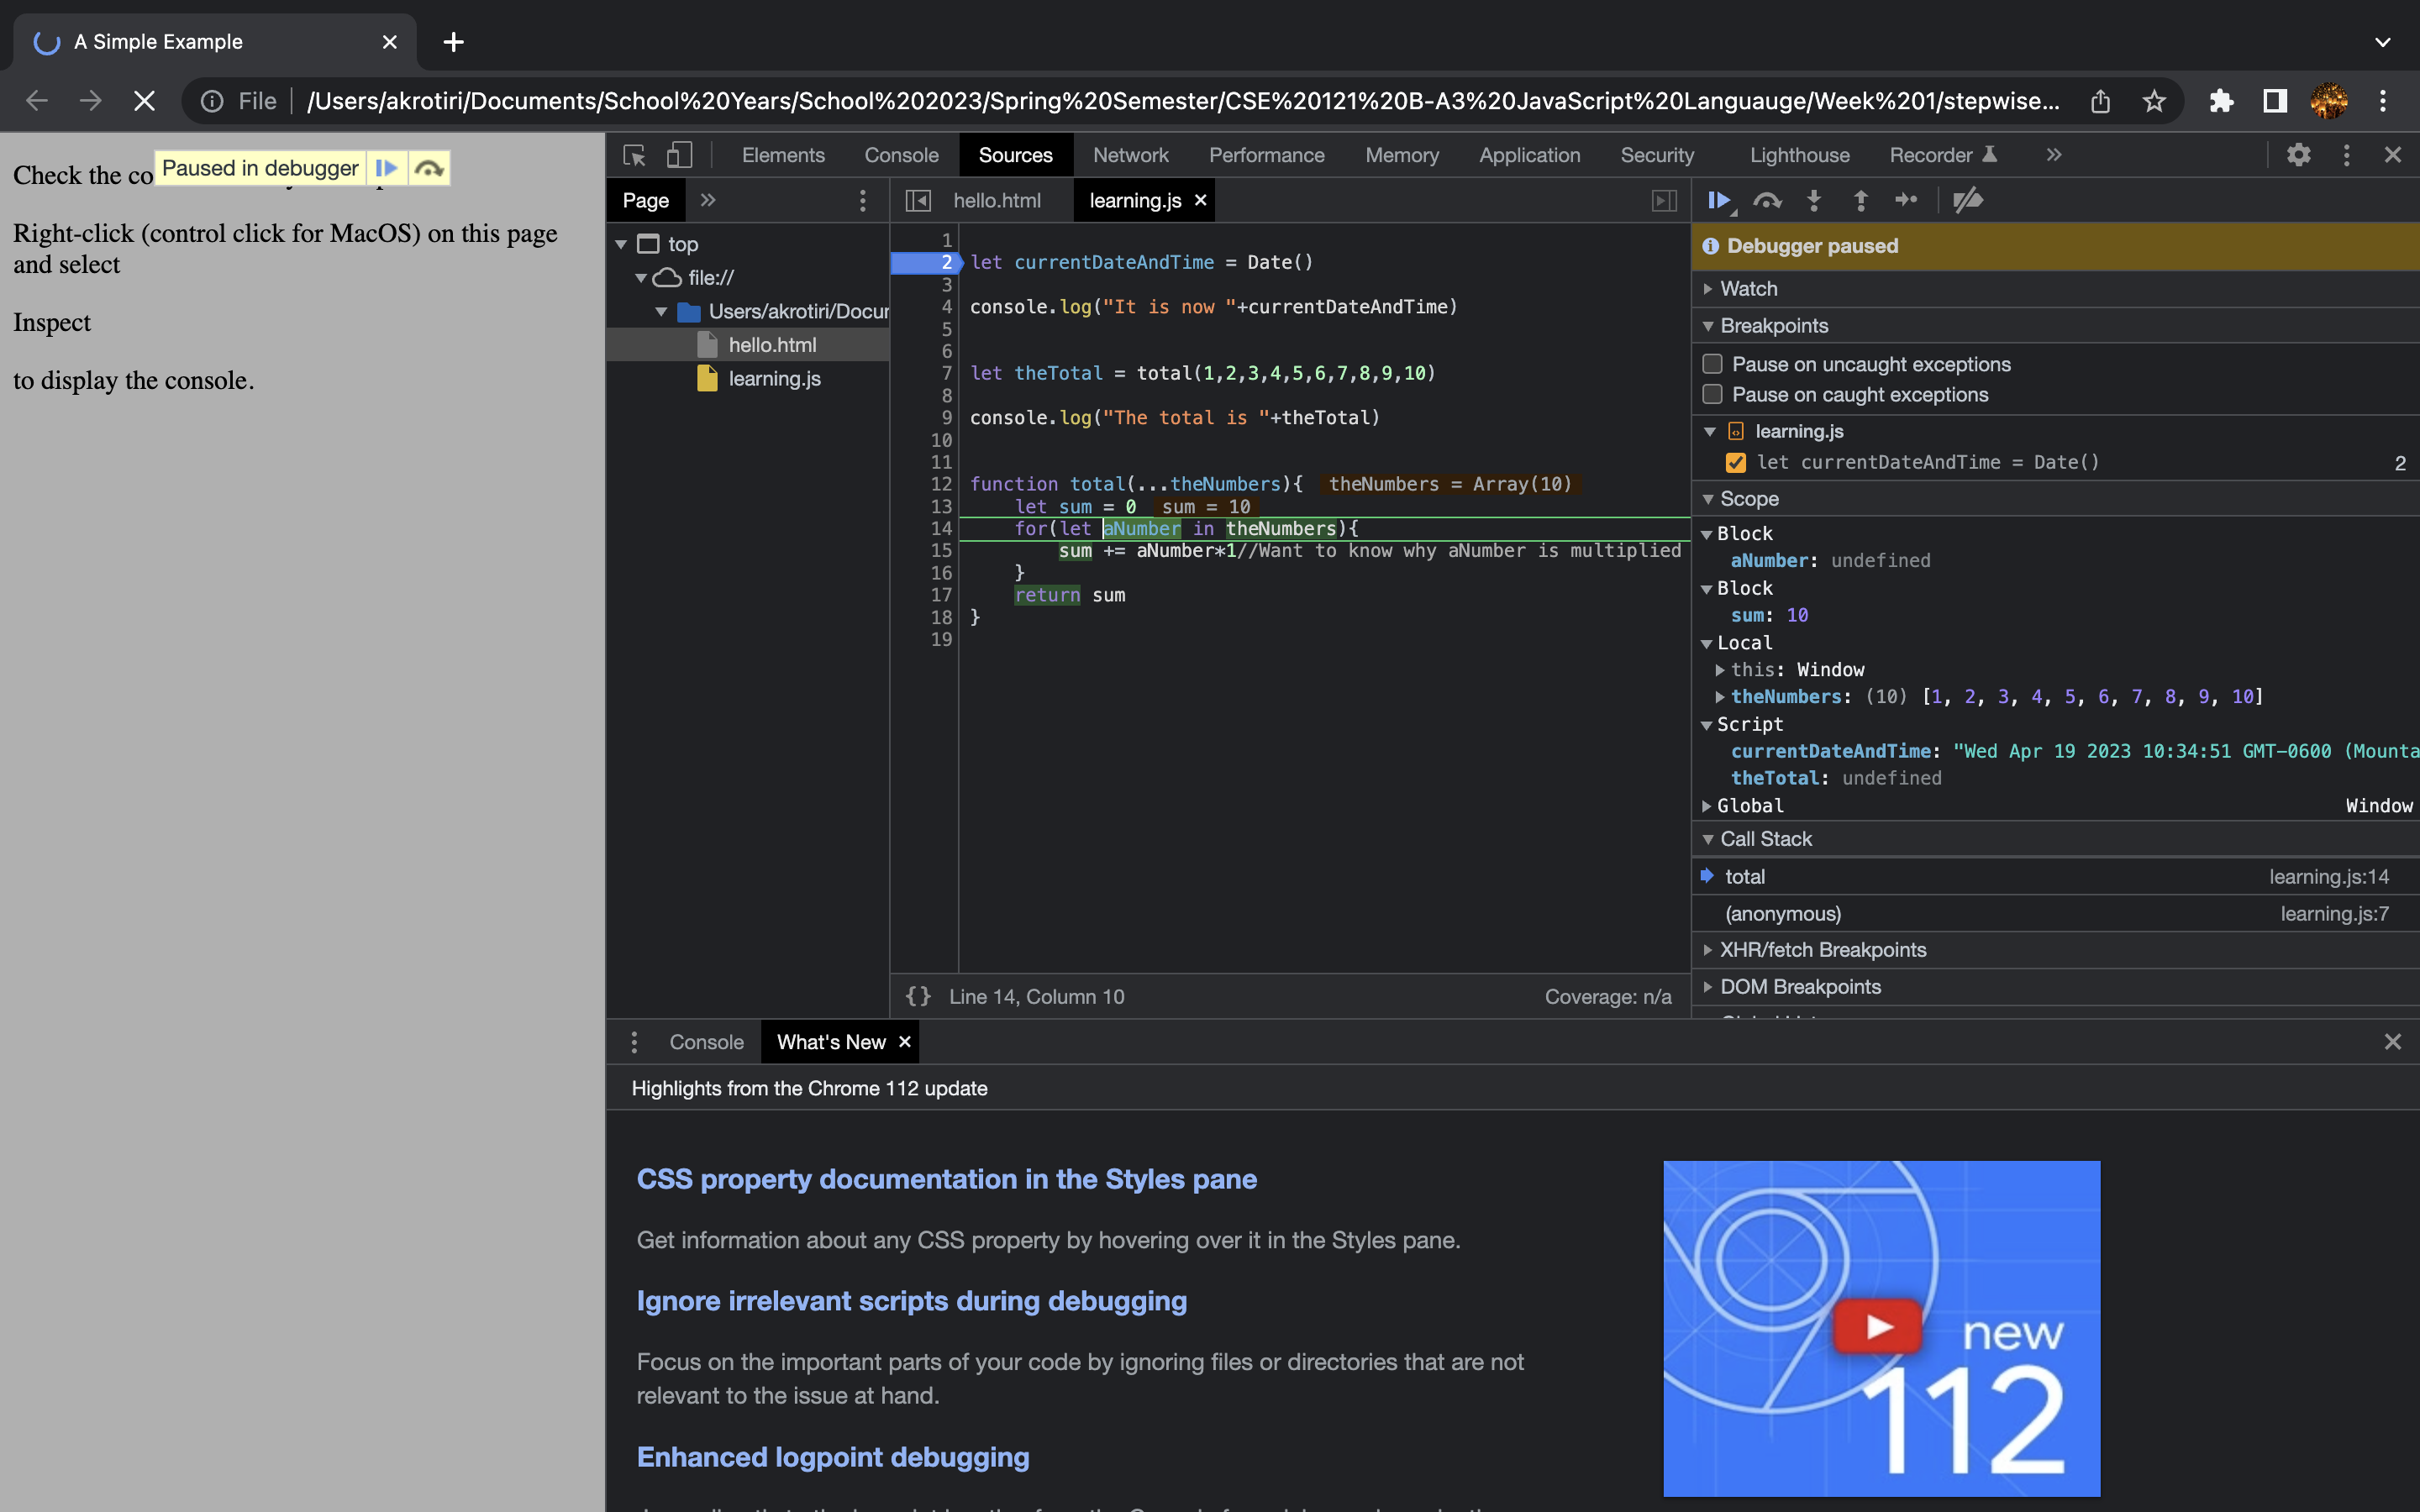 A Simple Example
File /Users/akrotiri/Documents/School%20Years/School%202023/Spring%20Semester/CSE%20121%20B-A3%20JavaScript%20Languauge/Week%201/stepwise...
Check the co
Paused in debugger
Right-click (control click for MacOS) on this page
and select
Inspect
to display the console.
Elements Console Sources Network Performance Memory Application Security Lighthouse Recorder
Page
top
file://
Users/akrotiri/Docur
hello.html
learning.js
hello.html learning.js
1
2 let currentDateAndTime = Date()
3
4 console.log("It is now "+currentDateAndTime)
5
6
7 let theTotal = total(1,2,3,4,5,6,7,8,9,10)
8
9 console.log("The total is "+theTotal)
10
11
12 function total(...theNumbers){ theNumbers = Array(10)
13 let sum = 0 sum = 10
14 for(let aNumber in theNumbers){
15 sum += aNumber*1//Want to know why aNumber is multiplied
16 }
17 return sum
18 }
19
{} Line 14, Column 10 Coverage: n/a
Debugger paused
Watch
Breakpoints
Pause on uncaught exceptions
Pause on caught exceptions
learning.js
let currentDateAndTime = Date() 2
Scope
Block
aNumber: undefined
Block
sum: 10
Local
this: Window
theNumbers: (10) [1, 2, 3, 4, 5, 6, 7, 8, 9, 10]
Script
currentDateAndTime: "Wed Apr 19 2023 10:34:51 GMT-0600 (Mounta
theTotal: undefined
Global Window
Call Stack
total learning.js:14
(anonymous) learning.js:7
XHR/fetch Breakpoints
DOM Breakpoints
Console What's New
Highlights from the Chrome 112 update
CSS property documentation in the Styles pane
Get information about any CSS property by hovering over it in the Styles pane.
Ignore irrelevant scripts during debugging
Focus on the important parts of your code by ignoring files or directories that are not
relevant to the issue at hand.
Enhanced logpoint debugging
new
112